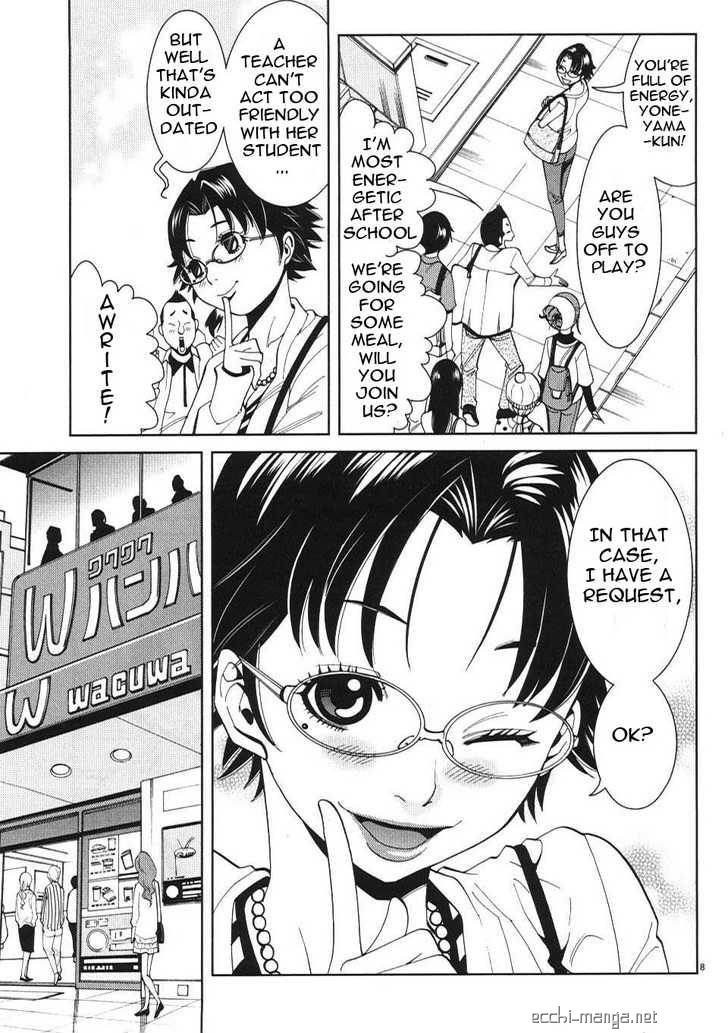 YOU'RE
FULL OF
ENERGY,
YONE-
YAMA
-KUN!
ARE
YOU
GUYS
OFF TO
PLAY?
I'M
MOST
ENER-
GETIC
AFTER
SCHOOL
WE'RE
GOING
FOR
SOME
MEAL,
WILL
YOU
JOIN
US?
A
TEACHER
CAN'T
ACT TOO
FRIENDLY
WITH HER
STUDENT
...
BUT
WELL
THAT'S
KINDA
OUT-
DATED
AWRITE!
IN THAT
CASE,
I HAVE A
REQUEST,
OK?
ワクワク
W
W wacuwa
8
ecchi-manga.net